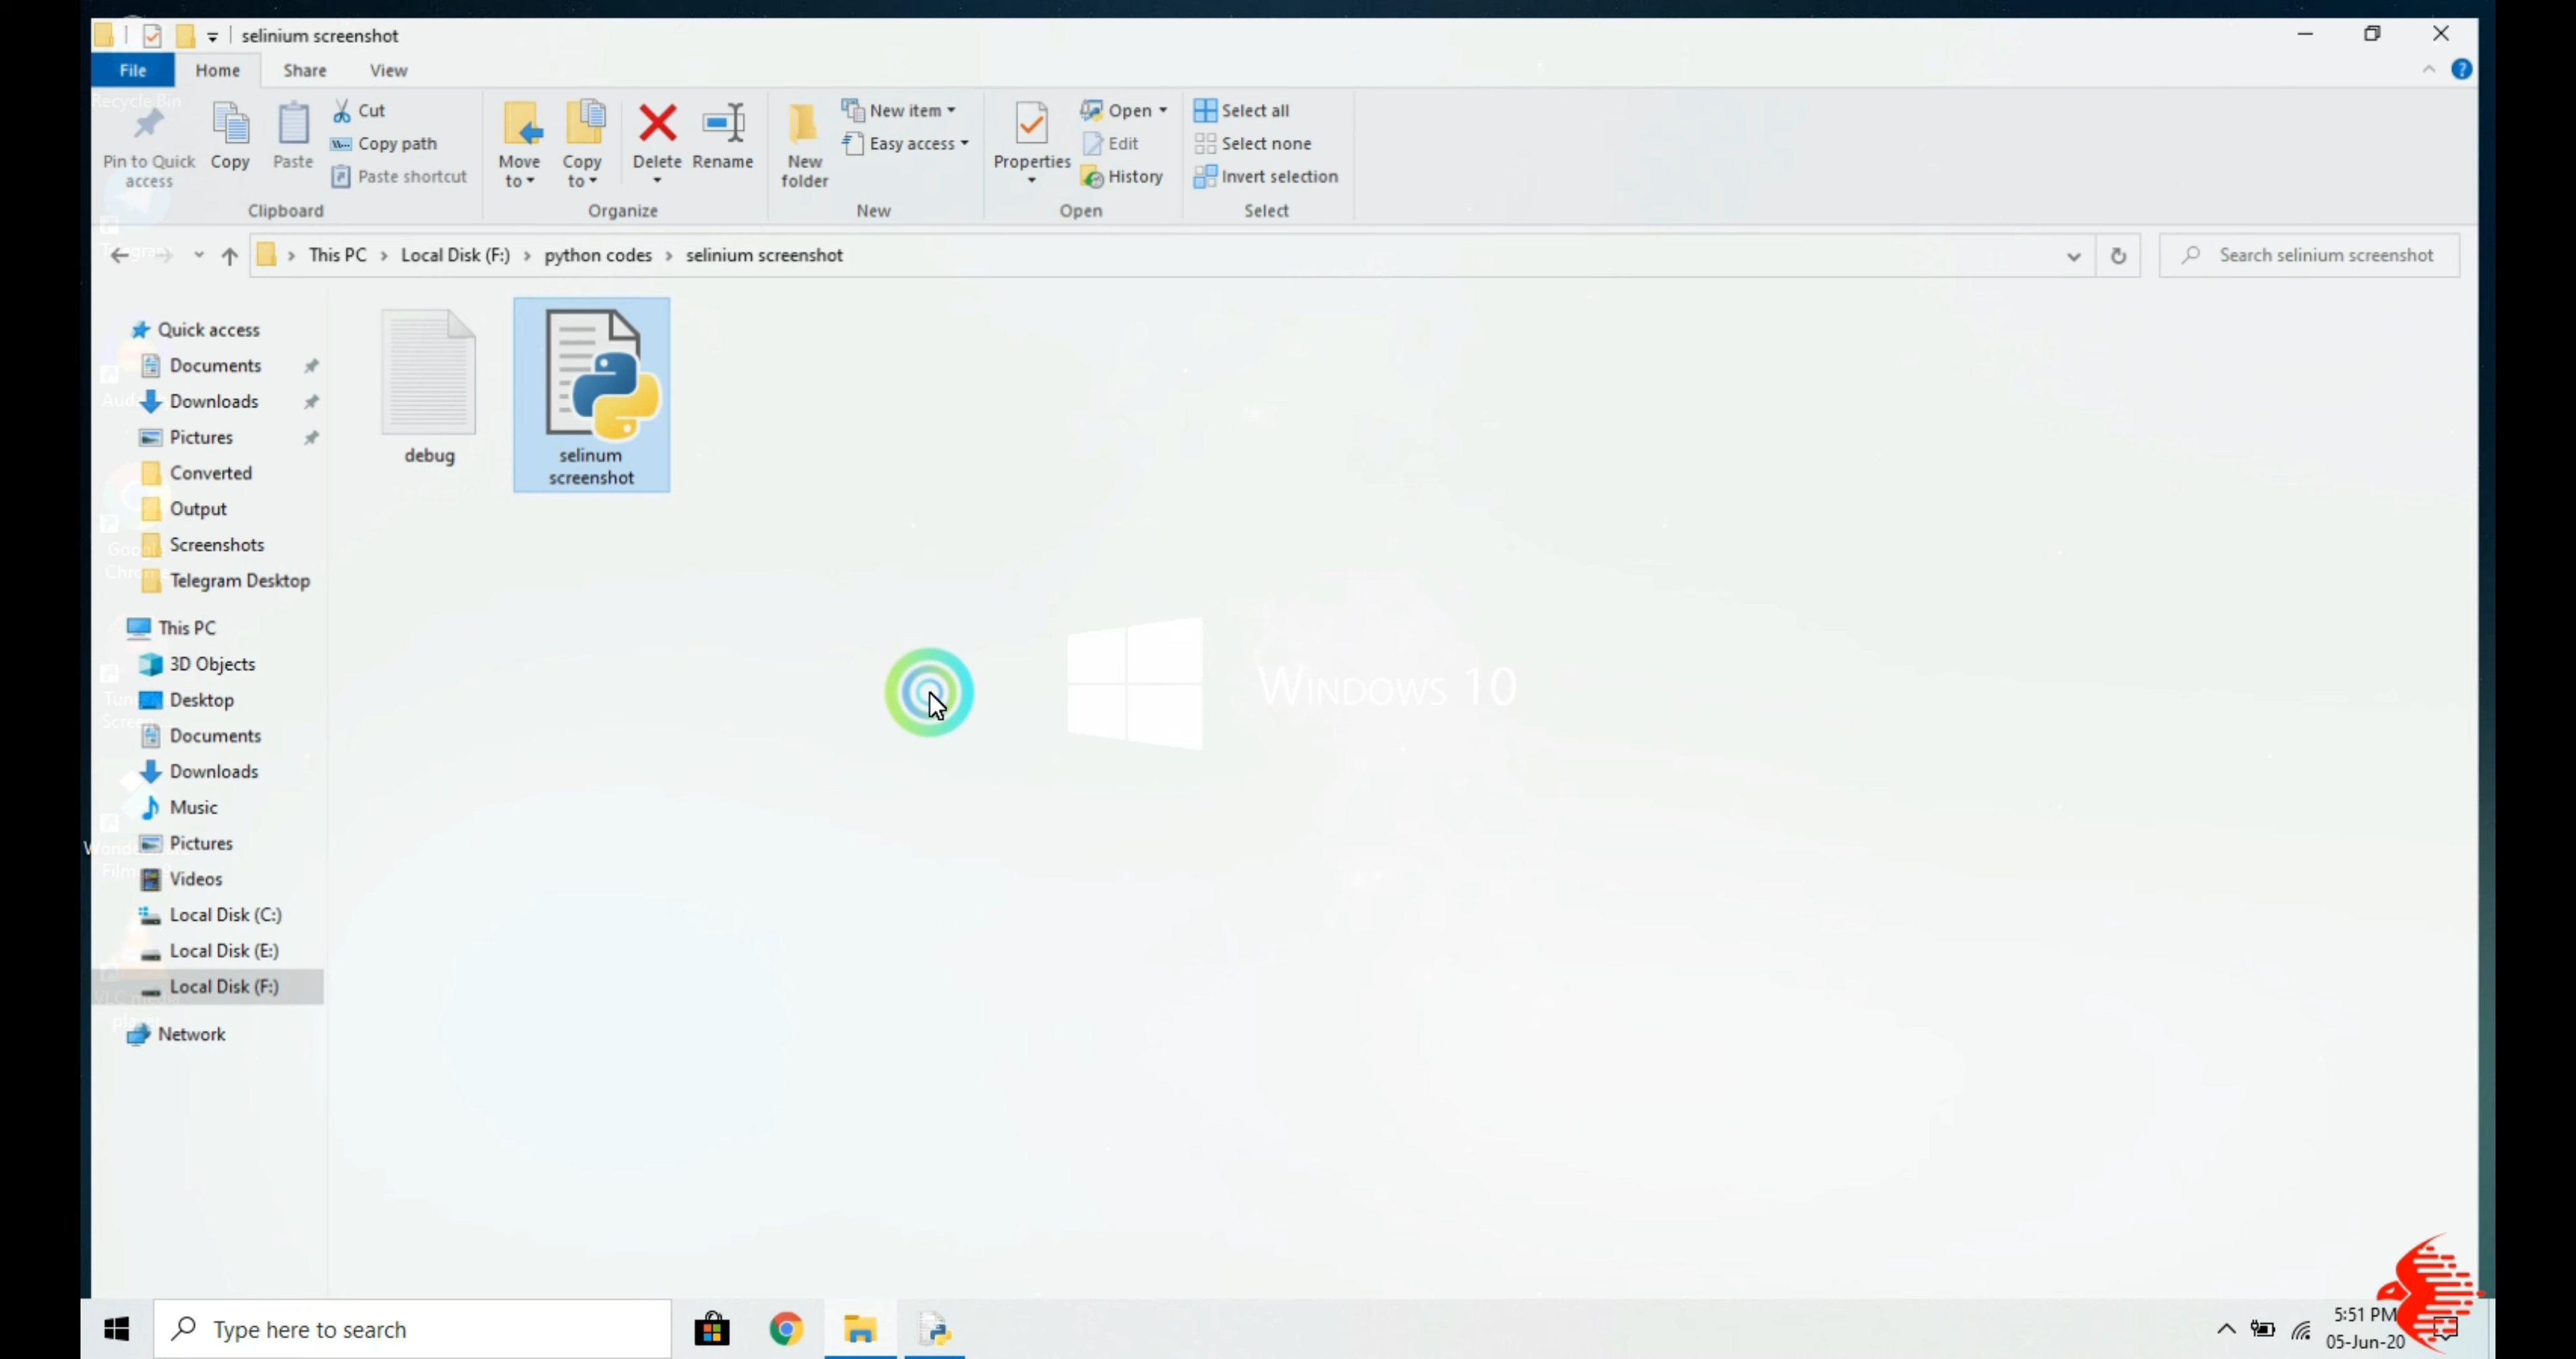 selinium screenshot
File Home Share View
Recycle Bin
Pin to Quick access
Copy
Paste
Cut
Copy path
Paste shortcut
Clipboard
Move to
Copy to
Delete
Rename
Organize
New folder
New item
Easy access
New
Properties
Open
Edit
History
Open
Select all
Select none
Invert selection
Select
This PC > Local Disk (F:) > python codes > selinium screenshot
Search selinium screenshot
Quick access
Documents
Downloads
Pictures
Converted
Output
Screenshots
Telegram Desktop
This PC
3D Objects
Desktop
Documents
Downloads
Music
Pictures
Videos
Local Disk (C:)
Local Disk (E:)
Local Disk (F:)
Network
debug
selinum
screenshot
WINDOWS 10
Type here to search
5:51 PM
05-Jun-20